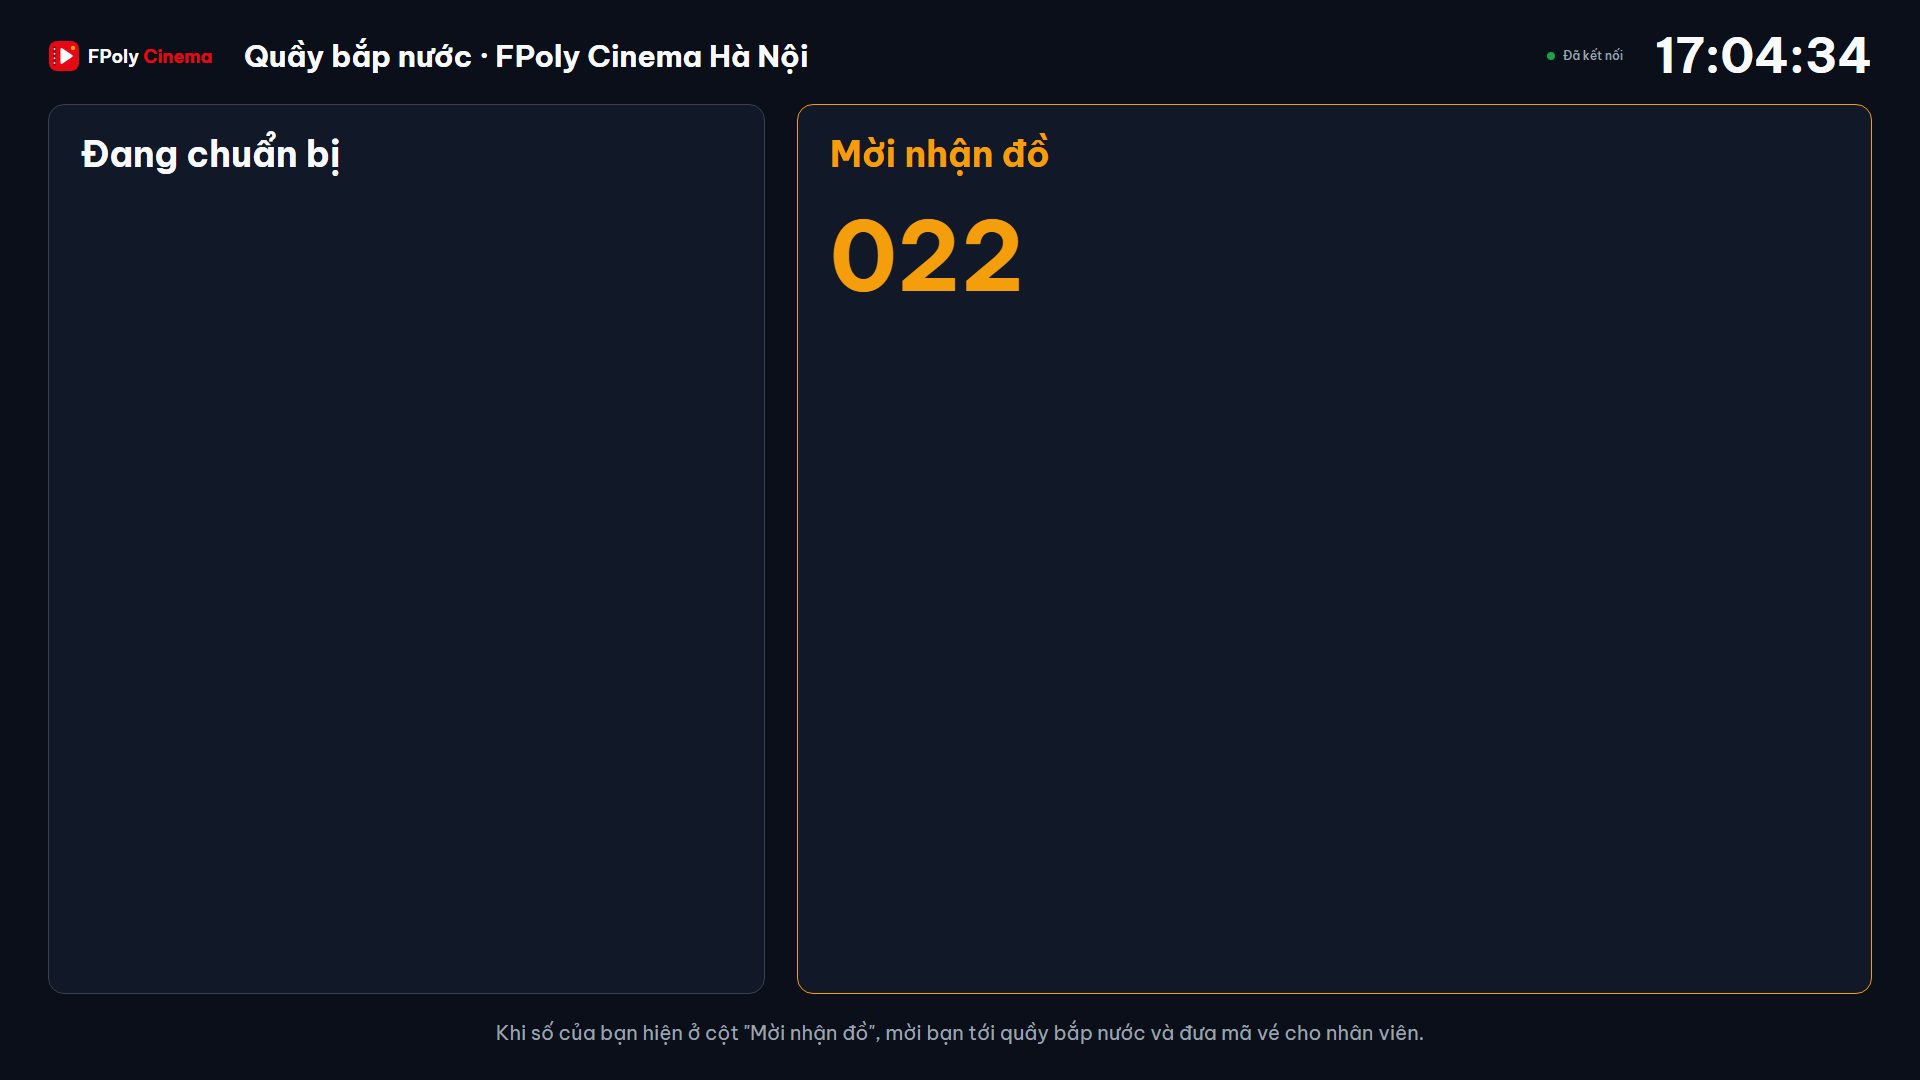 FPoly Cinema
Quầy bắp nước · FPoly Cinema Hà Nội
Đã kết nối
17:04:34
Đang chuẩn bị
Mời nhận đồ
022
Khi số của bạn hiện ở cột "Mời nhận đồ", mời bạn tới quầy bắp nước và đưa mã vé cho nhân viên.